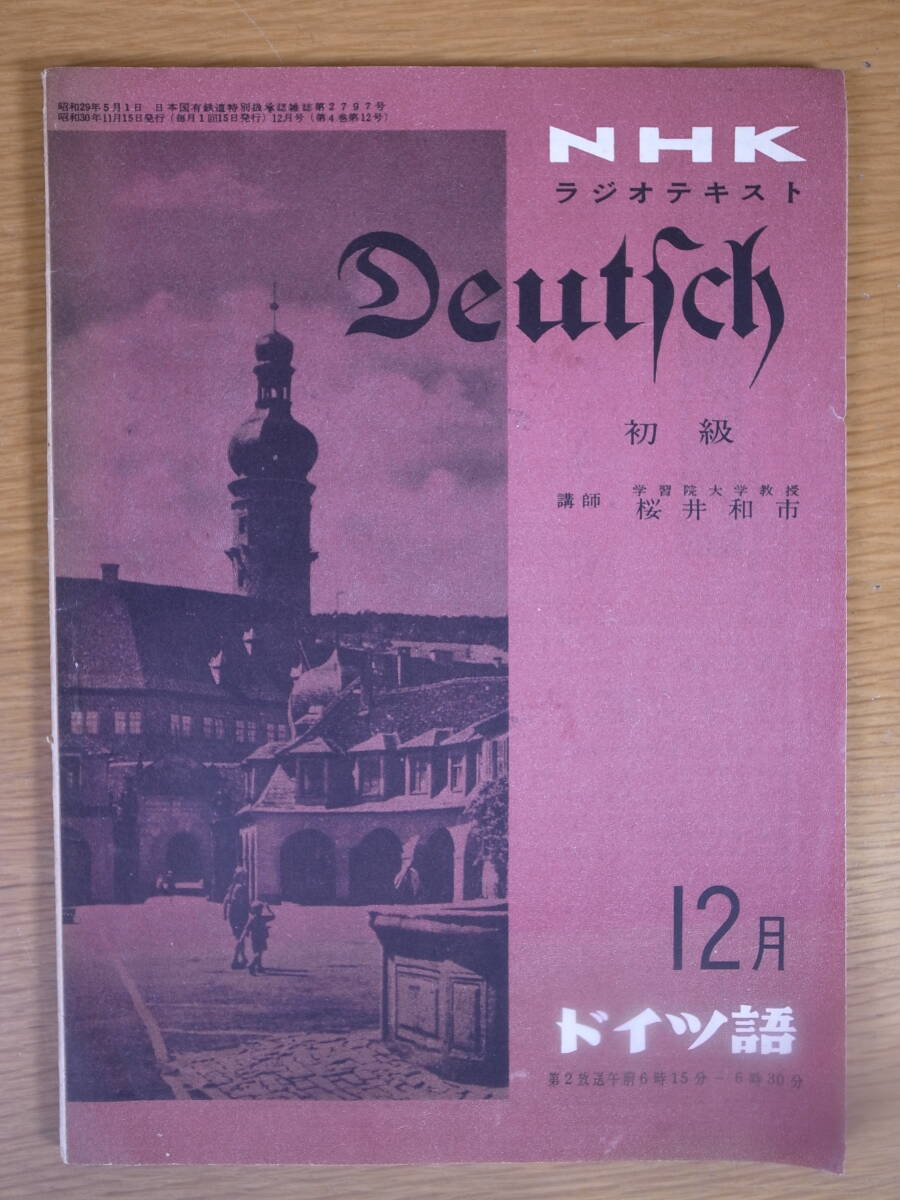 昭和29年5月1日 日本国有鉄道特別扱承認雑誌第2797号
昭和30年11月15日発行（毎月1回15日発行）12月号（第4巻第12号）
NHK
ラジオテキスト
Deutſch
初級
講師 学習院大学教授 桜井和市
12月
ドイツ語
第2放送午前6時15分－6時30分